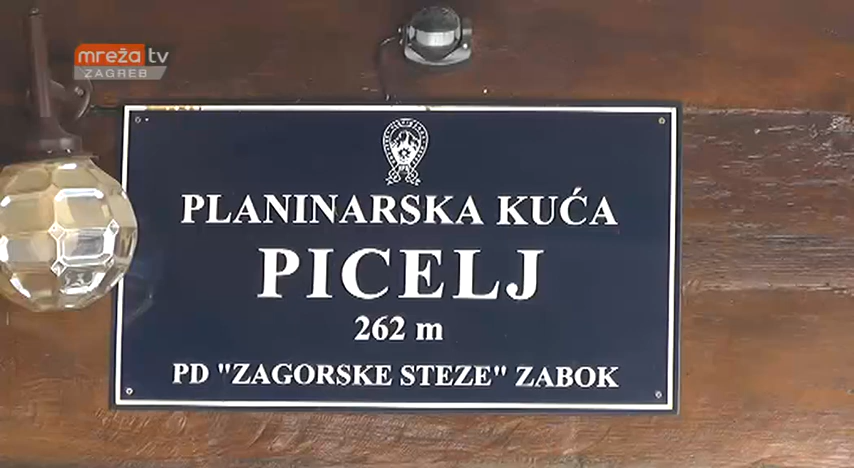 mreža tv
ZAGREB
PLANINARSKA KUĆA
PICELJ
262 m
PD "ZAGORSKE STEZE" ZABOK